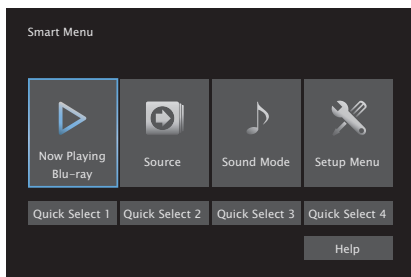 Smart Menu
Now Playing
Blu-ray
Source
Sound Mode
Setup Menu
Quick Select 1
Quick Select 2
Quick Select 3
Quick Select 4
Help